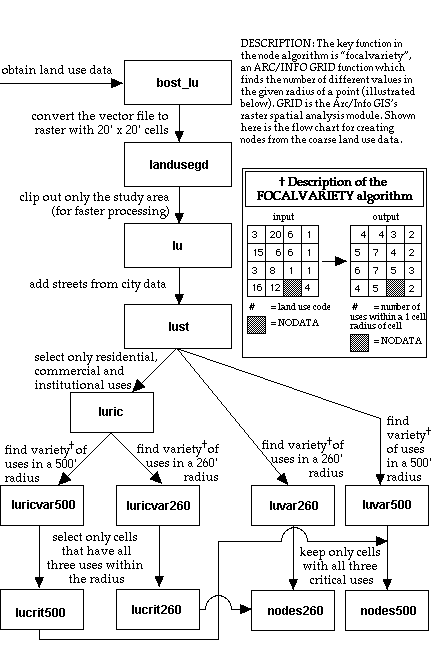 DESCRIPTION: The key function in
the node algorithm is "focalvariety",
an ARC/INFO GRID function which
finds the number of different values in
the given radius of a point (illustrated
below). GRID is the Arc/Info GIS's
raster spatial analysis module. Shown
here is the flow chart for creating
nodes from the coarse land use data.
obtain land use data
bost_lu
convert the vector file to
raster with 20' x 20' cells
landusegd
clip out only the study area
(for faster processing)
lu
add streets from city data
lust
† Description of the
FOCALVARIETY algorithm
input
3 20 6 1
15 6 6 1
3 8 1 1
16 12 4
# = land use code
= NODATA
output
4 4 3 2
5 7 4 2
6 7 5 3
4 5 2
# = number of
uses within a 1 cell
radius of cell
= NODATA
select only residential,
commercial and
institutional uses
luric
find variety† of
uses in a 500'
radius
find variety† of
uses in a 260'
radius
find variety† of
uses in a 260'
radius
find
variety†
of uses
in a 500'
radius
luricvar500
luricvar260
luvar260
luvar500
select only cells
that have all
three uses within
the radius
keep only cells
with all three
critical uses
lucrit500
lucrit260
nodes260
nodes500